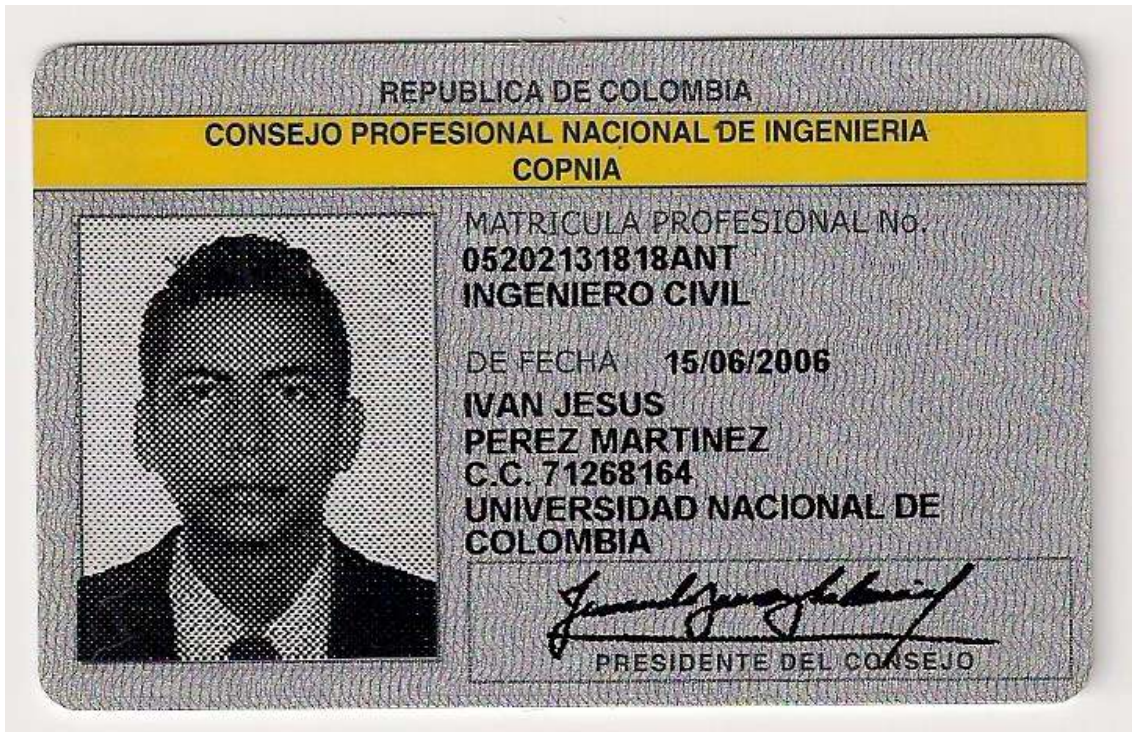 REPUBLICA DE COLOMBIA
CONSEJO PROFESIONAL NACIONAL DE INGENIERIA
COPNIA
MATRICULA PROFESIONAL No.
05202131818ANT
INGENIERO CIVIL
DE FECHA 15/06/2006
IVAN JESUS
PEREZ MARTINEZ
C.C. 71268164
UNIVERSIDAD NACIONAL DE
COLOMBIA
PRESIDENTE DEL CONSEJO